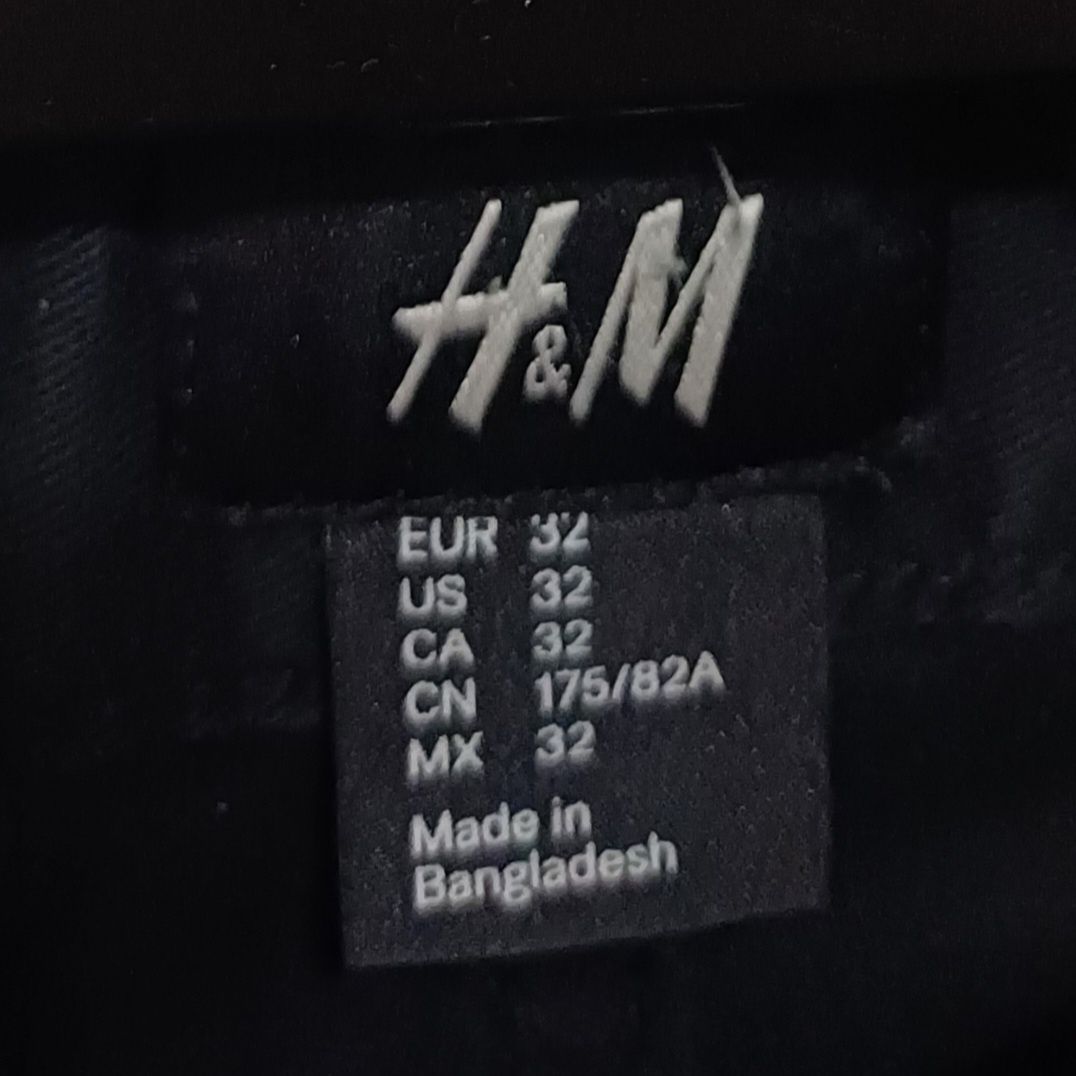 H&M
EUR 32
US 32
CA 32
CN 175/82A
MX 32
Made in
Bangladesh